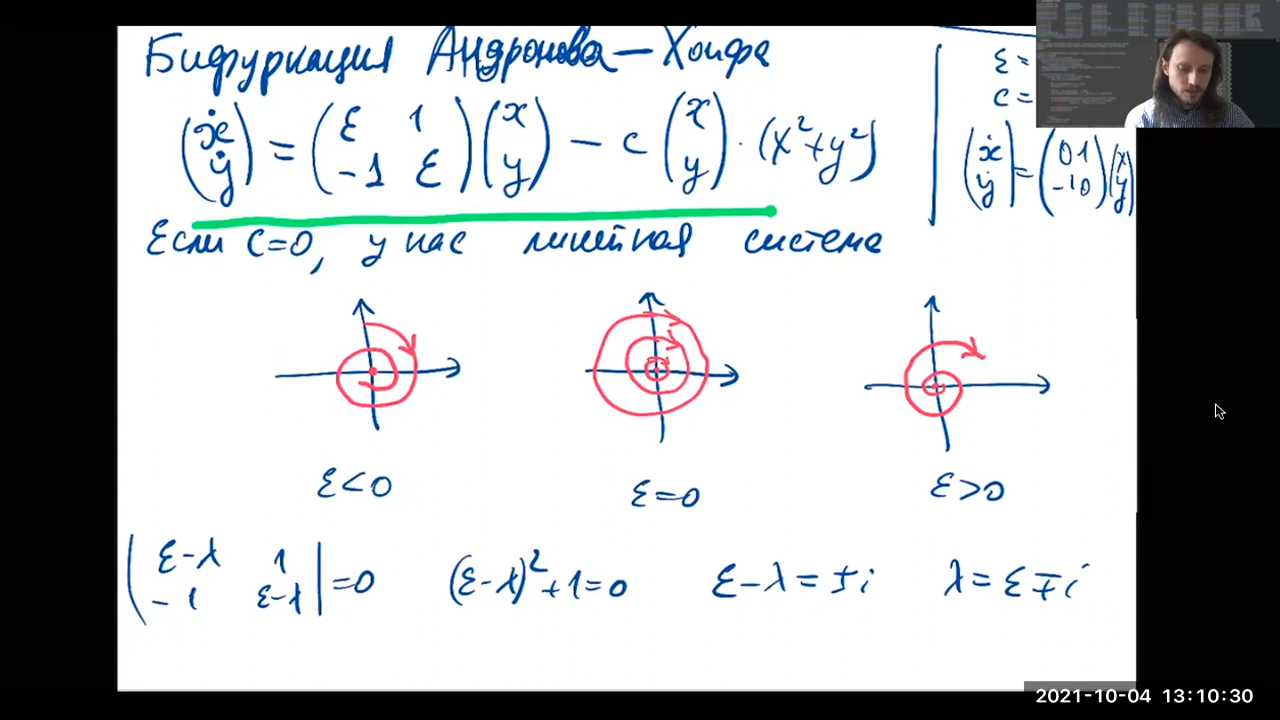 Бифуркация Андронова – Хопфа
(ẋ ẏ) = (ε 1 -1 ε)(x y) - c (x y) · (x²+y²)
ε=
c=
(ẋ ẏ) = (0 1 -1 0)(x y)
Если c=0, у нас линейная система
ε<0
ε=0
ε>0
|ε-λ 1 -1 ε-λ| = 0 (ε-λ)²+1=0 ε-λ=±i λ=ε∓i
2021-10-04 13:10:30